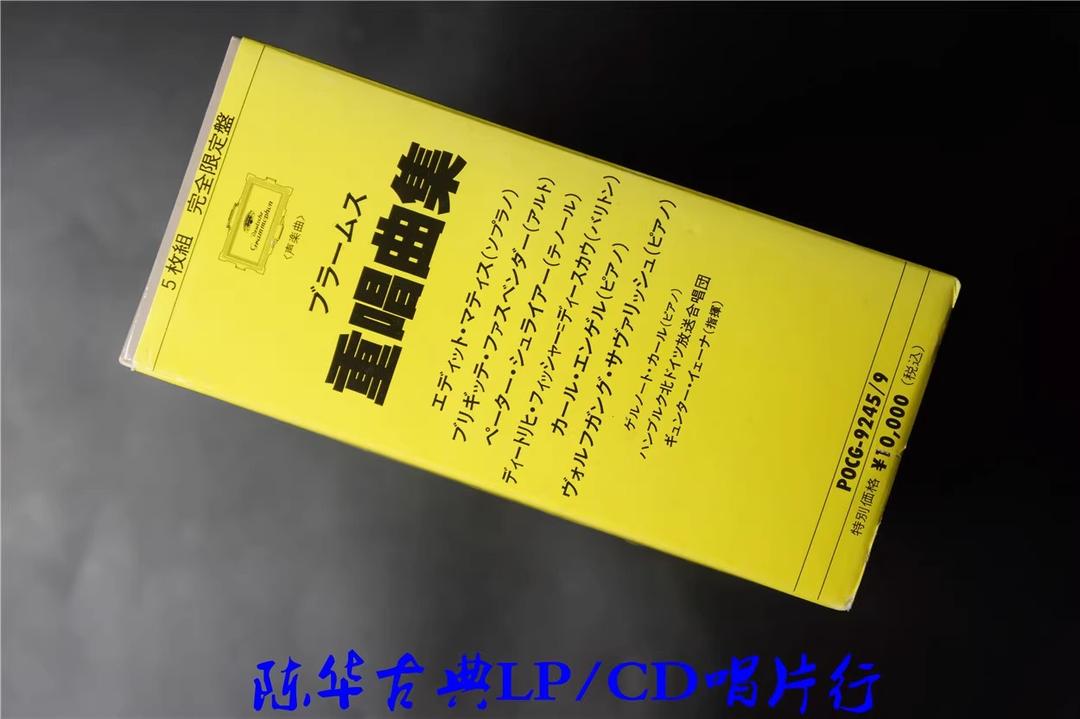 5枚組 完全限定盤
Deutsche
Grammophon
〈声楽曲〉
ブラームス
重唱曲集
エディット・マティス(ソプラノ)
ブリギッテ・ファスベンダー(アルト)
ペーター・シュライアー(テノール)
ディートリヒ・フィッシャー=ディースカウ(バリトン)
カール・エンゲル(ピアノ)
ヴォルフガング・サヴァリッシュ(ピアノ)
ゲルノート・カール(ピアノ)
ハンブルク北ドイツ放送合唱団
ギュンター・イェーナ(指揮)
POCG-9245/9
特別価格 ¥10,000(税込)
陈华古典LP/CD唱片行